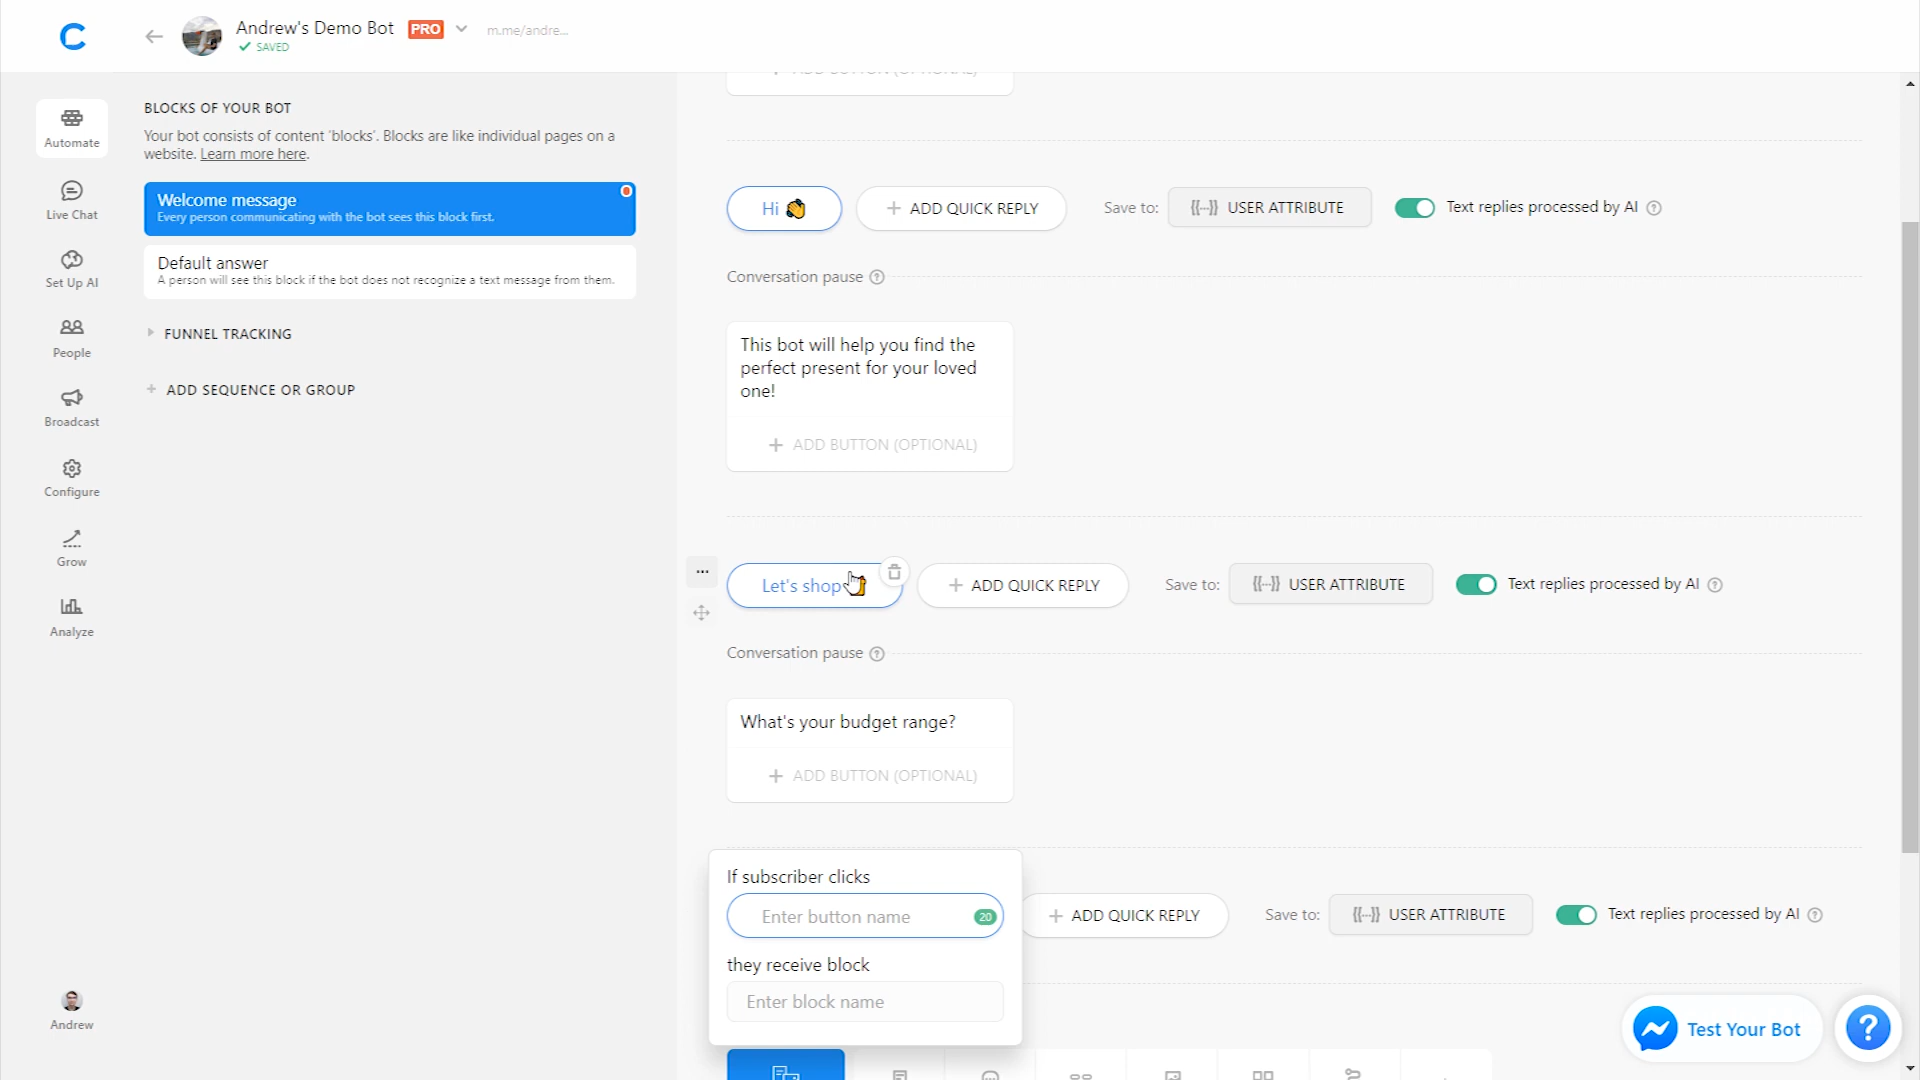 Andrew's Demo Bot PRO m.me/andre...
SAVED
Automate
Live Chat
Set Up AI
People
Broadcast
Configure
Grow
Analyze
Andrew
BLOCKS OF YOUR BOT
Your bot consists of content 'blocks'. Blocks are like individual pages on a
website. Learn more here.
Welcome message
Every person communicating with the bot sees this block first.
Default answer
A person will see this block if the bot does not recognize a text message from them.
FUNNEL TRACKING
+ ADD SEQUENCE OR GROUP
+ ADD BUTTON (OPTIONAL)
Hi
+ ADD QUICK REPLY
Save to:
{{...}} USER ATTRIBUTE
Text replies processed by AI ?
Conversation pause ?
This bot will help you find the
perfect present for your loved
one!
+ ADD BUTTON (OPTIONAL)
...
Let's shop
+ ADD QUICK REPLY
Save to:
{{...}} USER ATTRIBUTE
Text replies processed by AI ?
Conversation pause ?
What's your budget range?
+ ADD BUTTON (OPTIONAL)
If subscriber clicks
Enter button name 20
they receive block
Enter block name
+ ADD QUICK REPLY
Save to:
{{...}} USER ATTRIBUTE
Text replies processed by AI ?
Test Your Bot
?